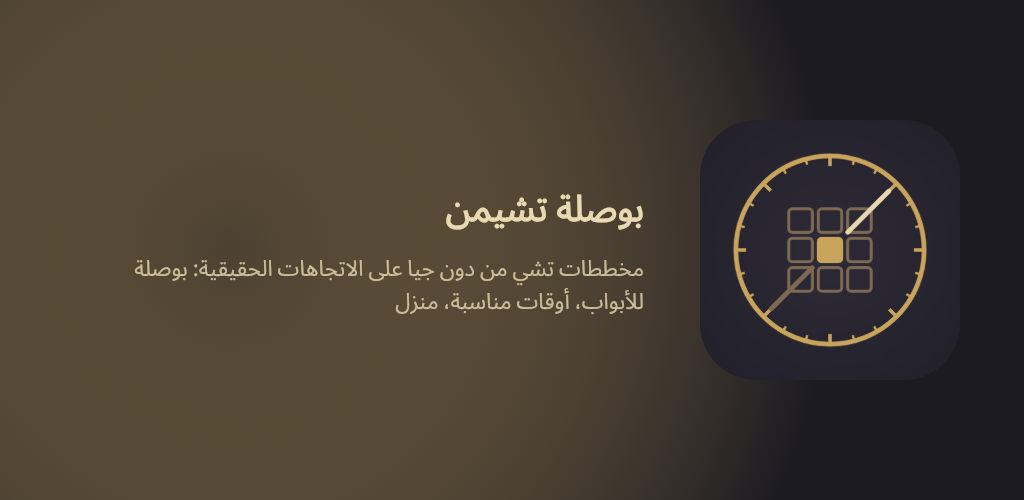 بوصلة تشيمن
مخططات تشي من دون جيا على الاتجاهات الحقيقية: بوصلة
للأبواب، أوقات مناسبة، منزل